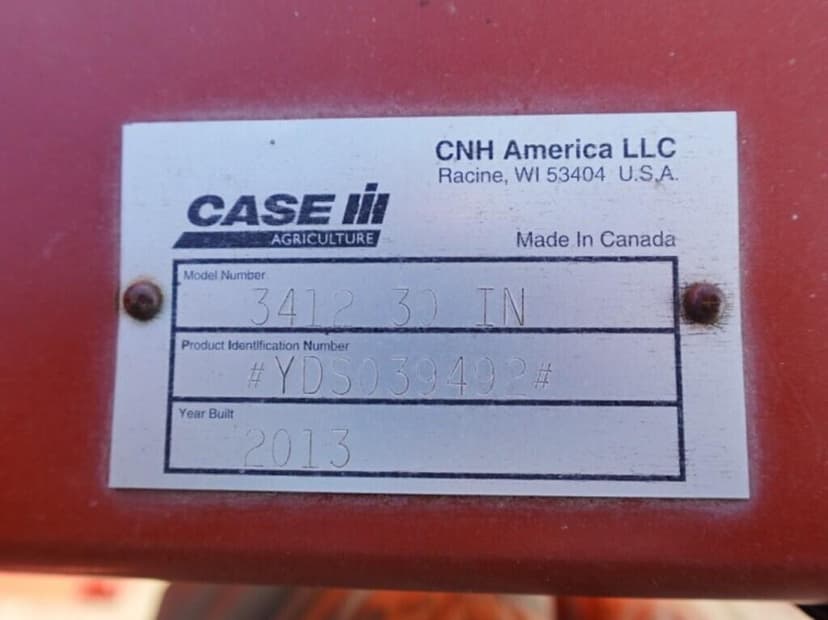 CNH America LLC
Racine, WI 53404 U.S.A.
CASE IH
AGRICULTURE
Made In Canada
Model Number
3412 30 IN
Product Identification Number
#YDS039492#
Year Built
2013